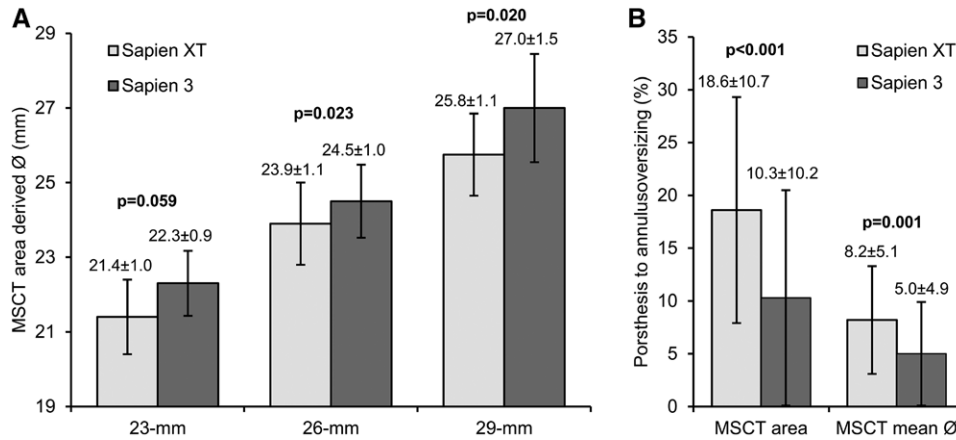 A
MSCT area derived Ø (mm)
29
27
25
23
21
19
Sapien XT
Sapien 3
p=0.059
21.4±1.0
22.3±0.9
p=0.023
23.9±1.1
24.5±1.0
p=0.020
25.8±1.1
27.0±1.5
23-mm
26-mm
29-mm
B
Porsthesis to annulusoversizing (%)
35
30
25
20
15
10
5
0
Sapien XT
Sapien 3
p<0.001
18.6±10.7
10.3±10.2
p=0.001
8.2±5.1
5.0±4.9
MSCT area
MSCT mean Ø